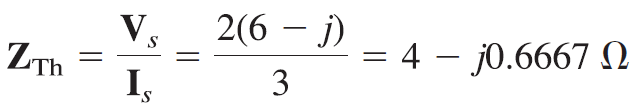 Z_Th = V_s / I_s = 2(6 − j) / 3 = 4 − j0.6667 Ω